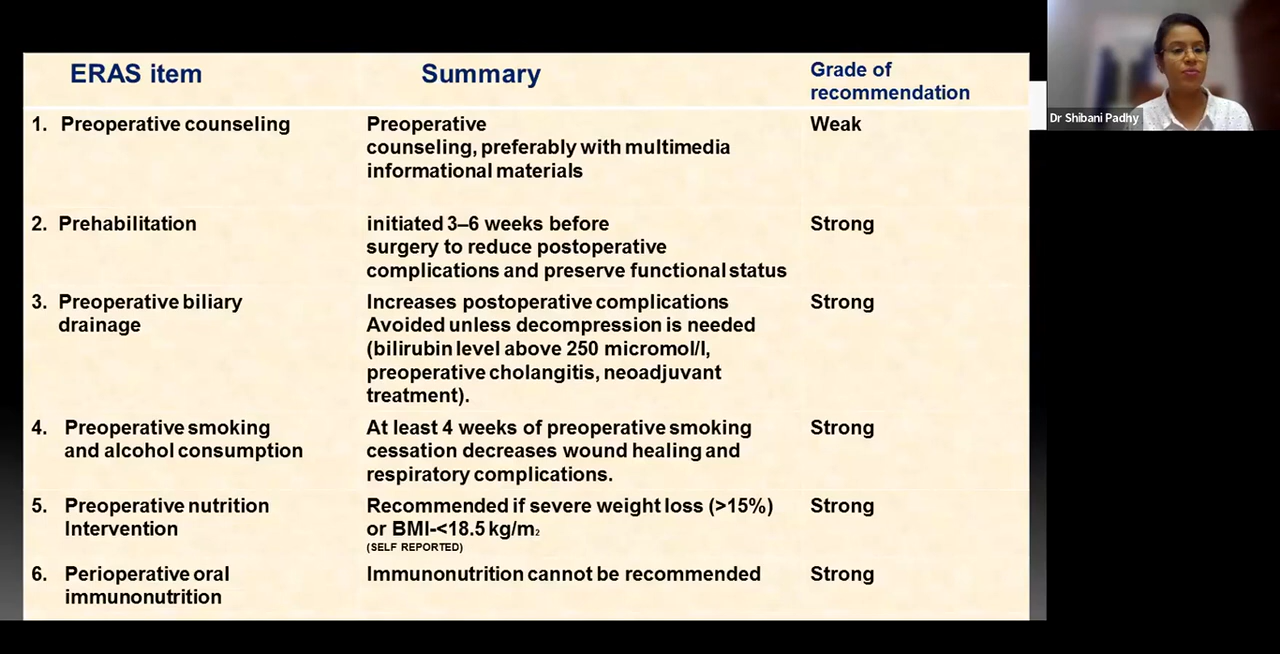 ERAS item
Summary
Grade of
recommendation
1. Preoperative counseling
Preoperative
counseling, preferably with multimedia
informational materials
Weak
2. Prehabilitation
initiated 3–6 weeks before
surgery to reduce postoperative
complications and preserve functional status
Strong
3. Preoperative biliary
drainage
Increases postoperative complications
Avoided unless decompression is needed
(bilirubin level above 250 micromol/l,
preoperative cholangitis, neoadjuvant
treatment).
Strong
4. Preoperative smoking
and alcohol consumption
At least 4 weeks of preoperative smoking
cessation decreases wound healing and
respiratory complications.
Strong
5. Preoperative nutrition
Intervention
Recommended if severe weight loss (>15%)
or BMI-<18.5 kg/m2
(SELF REPORTED)
Strong
6. Perioperative oral
immunonutrition
Immunonutrition cannot be recommended
Strong
Dr Shibani Padhy